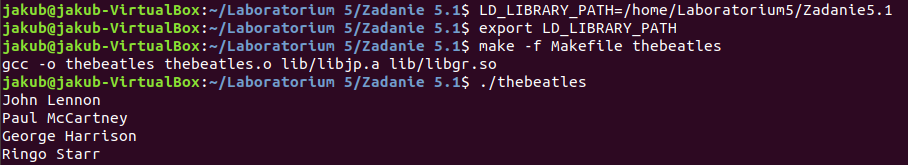 jakub@jakub-VirtualBox:~/Laboratorium 5/Zadanie 5.1$ LD_LIBRARY_PATH=/home/Laboratorium5/Zadanie5.1
jakub@jakub-VirtualBox:~/Laboratorium 5/Zadanie 5.1$ export LD_LIBRARY_PATH
jakub@jakub-VirtualBox:~/Laboratorium 5/Zadanie 5.1$ make -f Makefile thebeatles
gcc -o thebeatles thebeatles.o lib/libjp.a lib/libgr.so
jakub@jakub-VirtualBox:~/Laboratorium 5/Zadanie 5.1$ ./thebeatles
John Lennon
Paul McCartney
George Harrison
Ringo Starr